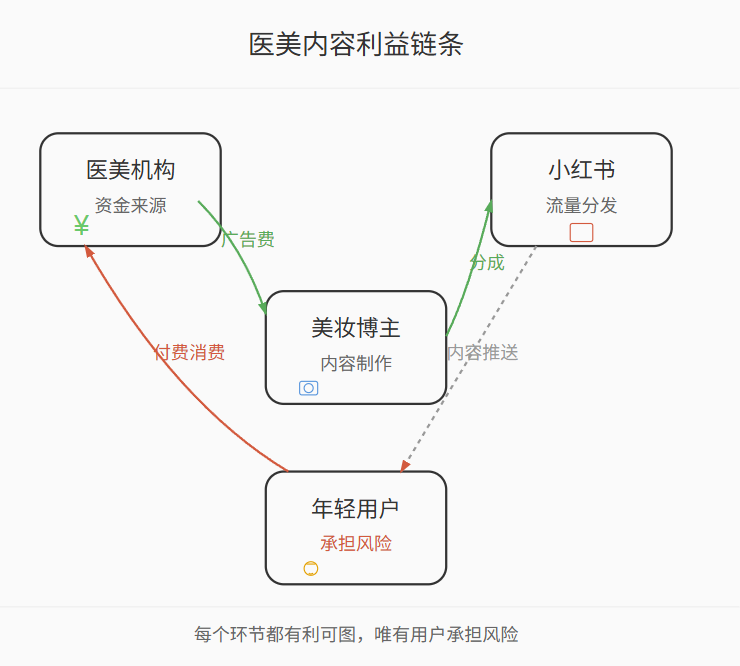 医美内容利益链条
医美机构
资金来源
¥
小红书
流量分发
广告费
分成
美妆博主
内容制作
付费消费
内容推送
年轻用户
承担风险
每个环节都有利可图，唯有用户承担风险